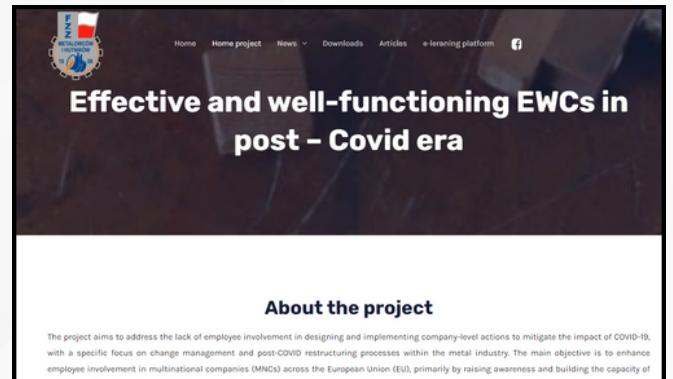 FZZ
METALOWCÓW
I HUTNIKÓW
Home Home project News Downloads Articles e-leraning platform
Effective and well-functioning EWCs in
post – Covid era
About the project
The project aims to address the lack of employee involvement in designing and implementing company-level actions to mitigate the impact of COVID-19,
with a specific focus on change management and post-COVID restructuring processes within the metal industry. The main objective is to enhance
employee involvement in multinational companies (MNCs) across the European Union (EU), primarily by raising awareness and building the capacity of